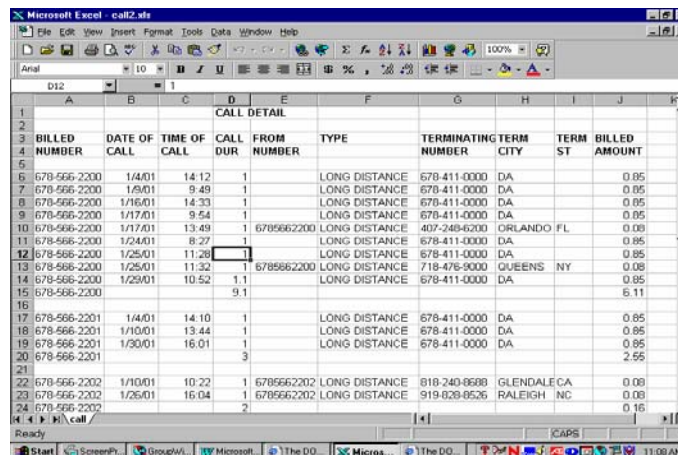 Microsoft Excel - call2.xls
File Edit View Insert Format Tools Data Window Help
100%
Arial 10 B I U $ % ,
D12 = 1
A B C D E F G H I J K
1 CALL DETAIL
2
3 BILLED DATE OF TIME OF CALL FROM TYPE TERMINATING TERM TERM BILLED
4 NUMBER CALL CALL DUR NUMBER NUMBER CITY ST AMOUNT
5
6 678-566-2200 1/4/01 14:12 1 LONG DISTANCE 678-411-0000 DA 0.85
7 678-566-2200 1/9/01 9:49 1 LONG DISTANCE 678-411-0000 DA 0.85
8 678-566-2200 1/16/01 14:33 1 LONG DISTANCE 678-411-0000 DA 0.85
9 678-566-2200 1/17/01 9:54 1 LONG DISTANCE 678-411-0000 DA 0.85
10 678-566-2200 1/17/01 13:49 1 6785662200 LONG DISTANCE 407-248-6200 ORLANDO FL 0.08
11 678-566-2200 1/24/01 8:27 1 LONG DISTANCE 678-411-0000 DA 0.85
12 678-566-2200 1/25/01 11:28 1 LONG DISTANCE 678-411-0000 DA 0.85
13 678-566-2200 1/25/01 11:32 1 6785662200 LONG DISTANCE 718-476-9000 QUEENS NY 0.08
14 678-566-2200 1/29/01 10:52 1.1 LONG DISTANCE 678-411-0000 DA 0.85
15 678-566-2200 9.1 6.11
16
17 678-566-2201 1/4/01 14:10 1 LONG DISTANCE 678-411-0000 DA 0.85
18 678-566-2201 1/10/01 13:44 1 LONG DISTANCE 678-411-0000 DA 0.85
19 678-566-2201 1/30/01 16:01 1 LONG DISTANCE 678-411-0000 DA 0.85
20 678-566-2201 3 2.55
21
22 678-566-2202 1/10/01 10:22 1 6785662202 LONG DISTANCE 818-240-8688 GLENDALE CA 0.08
23 678-566-2202 1/26/01 16:04 1 6785662202 LONG DISTANCE 919-828-8526 RALEIGH NC 0.08
24 678-566-2202 2 0.16
call
Ready CAPS
Start ScreenPr... GroupWi... Microsoft... The DO... Micros... The DO... 11:08 AM